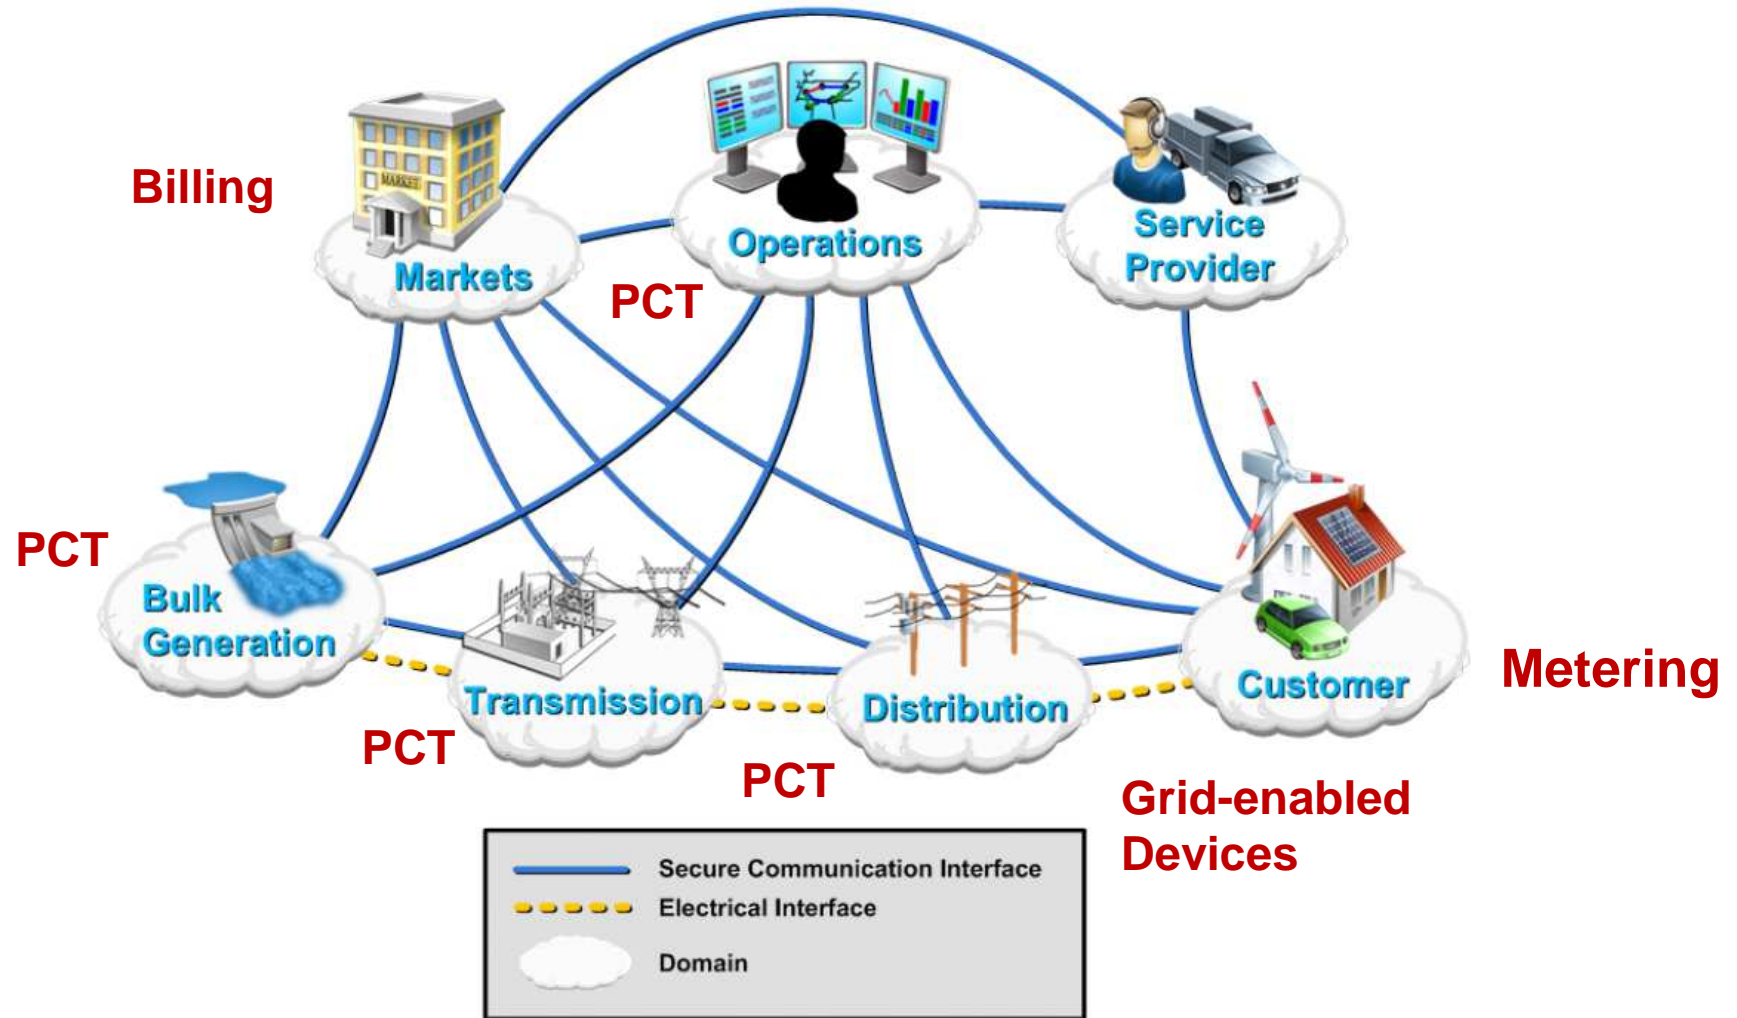 Billing
MARKET
Markets
Operations
Service
Provider
PCT
PCT
Bulk
Generation
Transmission
Distribution
Customer
Metering
PCT
PCT
Grid-enabled
Devices
Secure Communication Interface
Electrical Interface
Domain